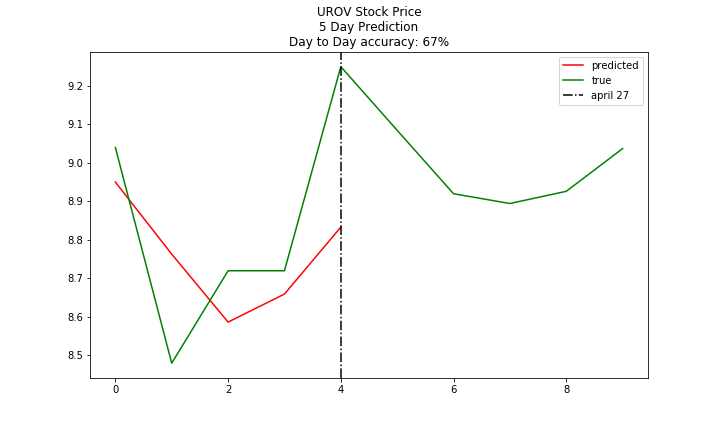 UROV Stock Price
5 Day Prediction
Day to Day accuracy: 67%
predicted
true
april 27
9.2
9.1
9.0
8.9
8.8
8.7
8.6
8.5
0 2 4 6 8